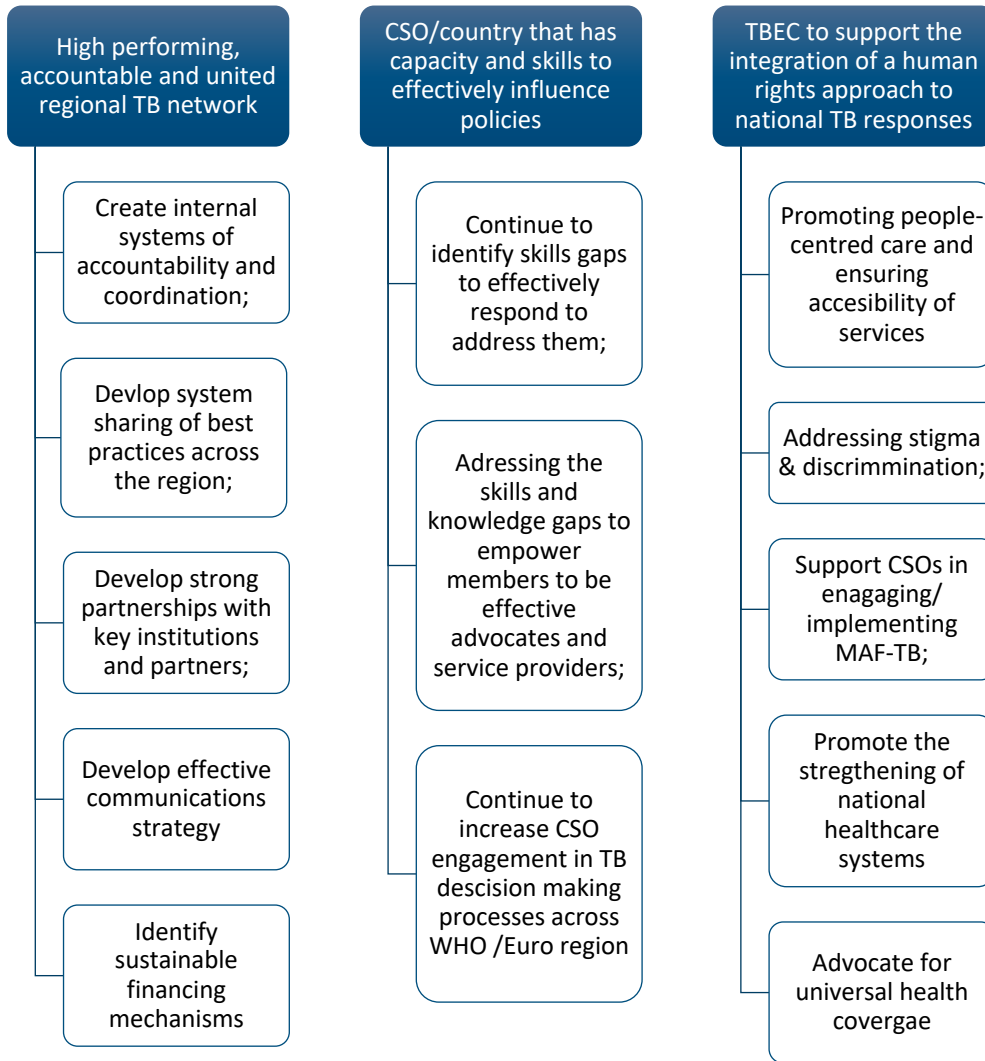 High performing,
accountable and united
regional TB network
Create internal
systems of
accountability and
coordination;
Devlop system
sharing of best
practices across
the region;
Develop strong
partnerships with
key institutions
and partners;
Develop effective
communications
strategy
Identify
sustainable
financing
mechanisms
CSO/country that has
capacity and skills to
effectively influence
policies
Continue to
identify skills gaps
to effectively
respond to
address them;
Adressing the
skills and
knowledge gaps to
empower
members to be
effective
advocates and
service providers;
Continue to
increase CSO
engagement in TB
descision making
processes across
WHO /Euro region
TBEC to support the
integration of a human
rights approach to
national TB responses
Promoting people-
centred care and
ensuring
accesibility of
services
Addressing stigma
& discrimmination;
Support CSOs in
enagaging/
implementing
MAF-TB;
Promote the
stregthening of
national
healthcare
systems
Advocate for
universal health
covergae